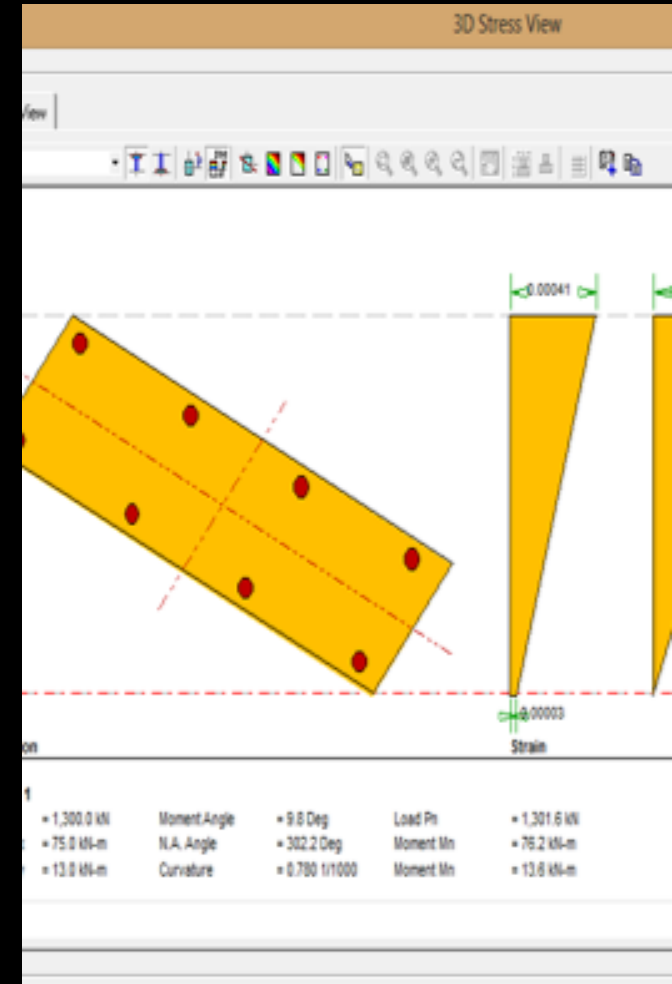 3D Stress View
View
0.00041
0.00003
on Strain
1
= 1,300.0 kN Moment Angle = 9.8 Deg Load Pn = 1,301.6 kN
= 75.0 kN-m N.A. Angle = 302.2 Deg Moment Mn = 76.2 kN-m
= 13.0 kN-m Curvature = 0.780 1/1000 Moment Mn = 13.6 kN-m